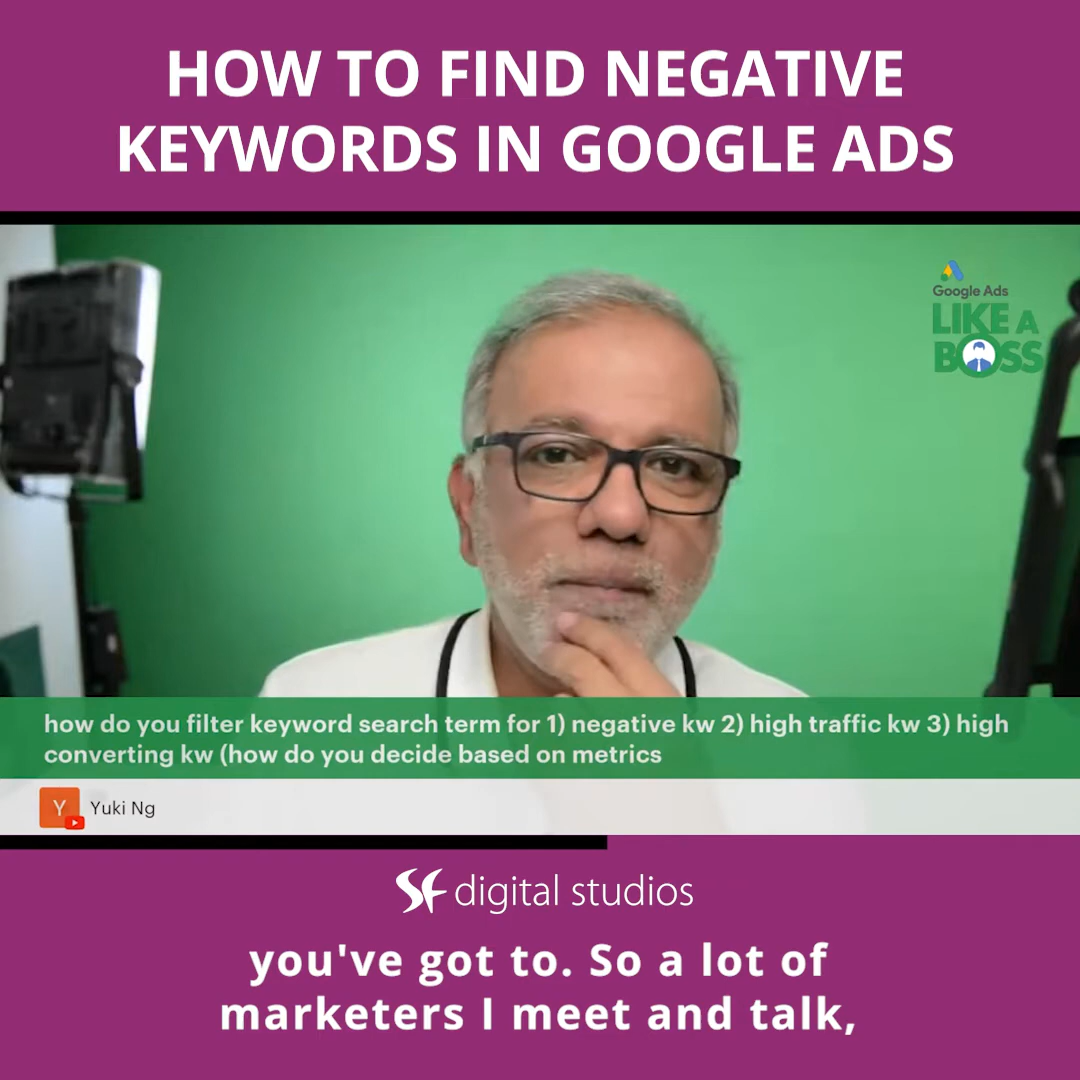 HOW TO FIND NEGATIVE
KEYWORDS IN GOOGLE ADS
Google Ads
LIKE A
BOSS
how do you filter keyword search term for 1) negative kw 2) high traffic kw 3) high
converting kw (how do you decide based on metrics
Y
Yuki Ng
SF digital studios
you've got to. So a lot of
marketers I meet and talk,